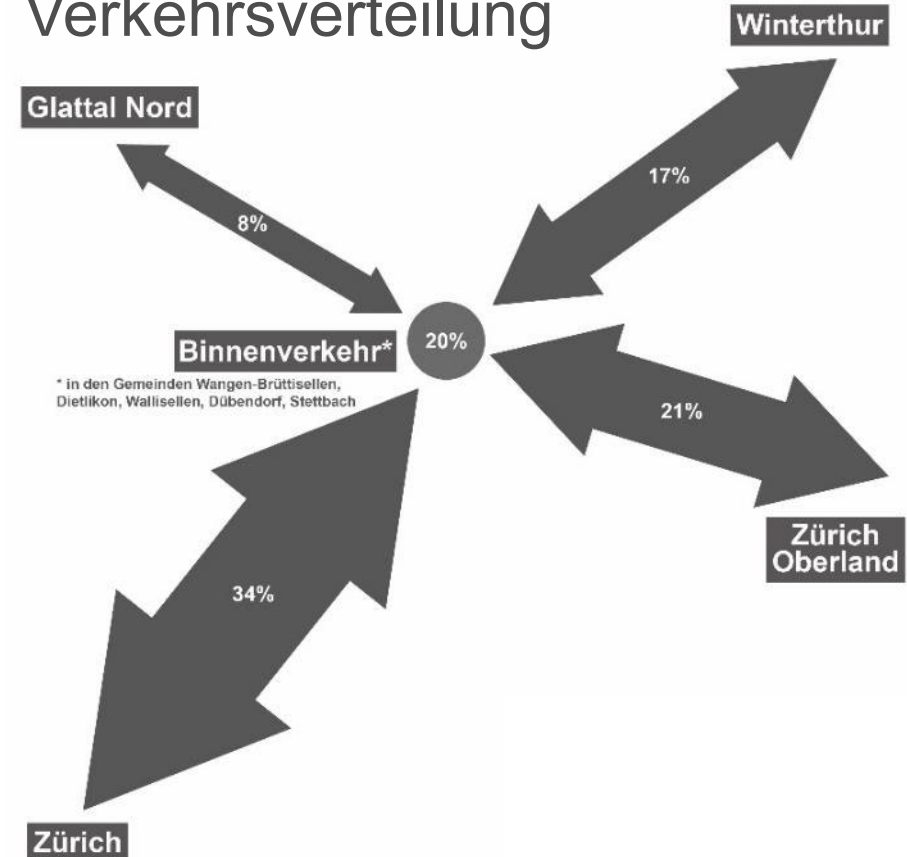 Verkehrsverteilung
Winterthur
Glattal Nord
17%
8%
Binnenverkehr*
20%
* in den Gemeinden Wangen-Brüttisellen,
Dietlikon, Wallisellen, Dübendorf, Stettbach
21%
Zürich
Oberland
34%
Zürich